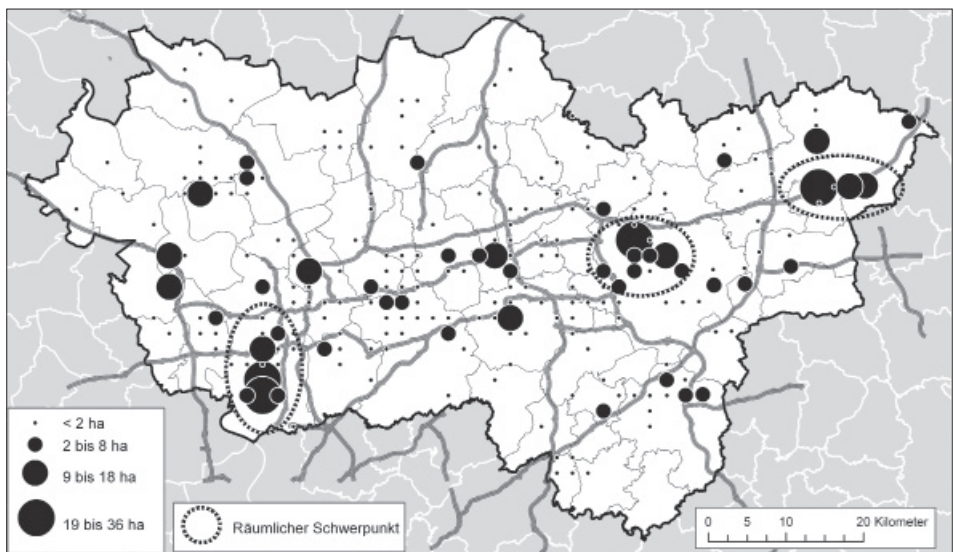 < 2 ha
2 bis 8 ha
9 bis 18 ha
19 bis 36 ha
Räumlicher Schwerpunkt
0 5 10 20 Kilometer